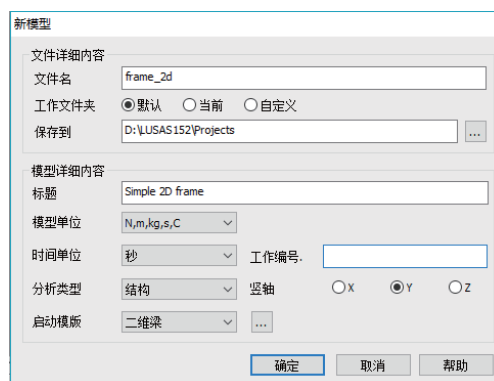 新模型
文件详细内容
文件名 frame_2d
工作文件夹 默认 当前 自定义
保存到 D:\LUSAS152\Projects ...
模型详细内容
标题 Simple 2D frame
模型单位 N,m,kg,s,C
时间单位 秒 工作编号.
分析类型 结构 竖轴 X Y Z
启动模版 二维梁 ...
确定 取消 帮助